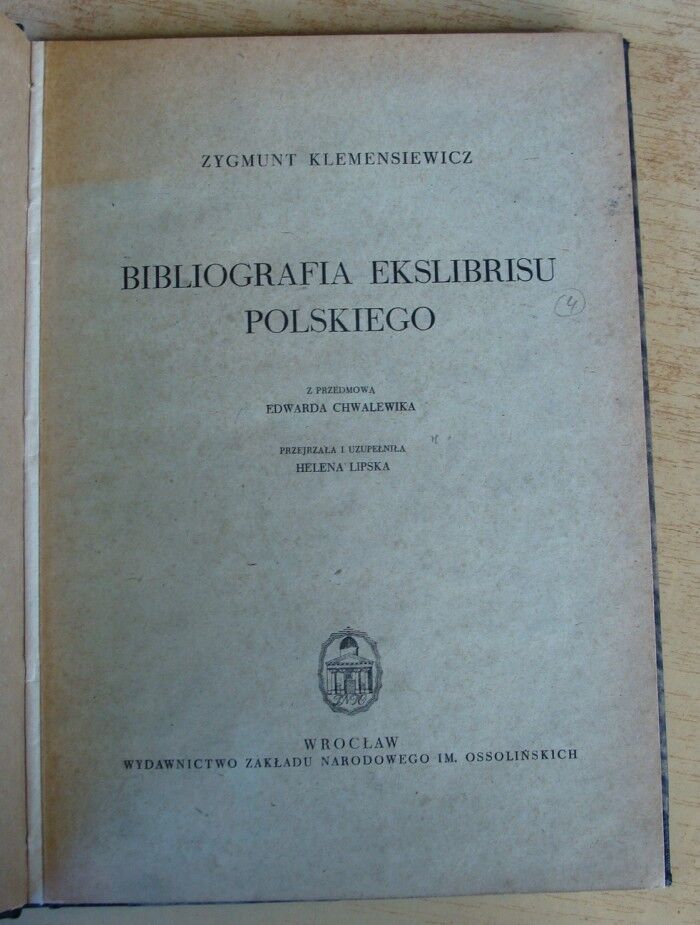 ZYGMUNT KLEMENSIEWICZ
BIBLIOGRAFIA EKSLIBRISU
POLSKIEGO
4
Z PRZEDMOWĄ
EDWARDA CHWALEWIKA
PRZEJRZAŁA I UZUPEŁNIŁA
HELENA LIPSKA
WROCŁAW
WYDAWNICTWO ZAKŁADU NARODOWEGO IM. OSSOLIŃSKICH